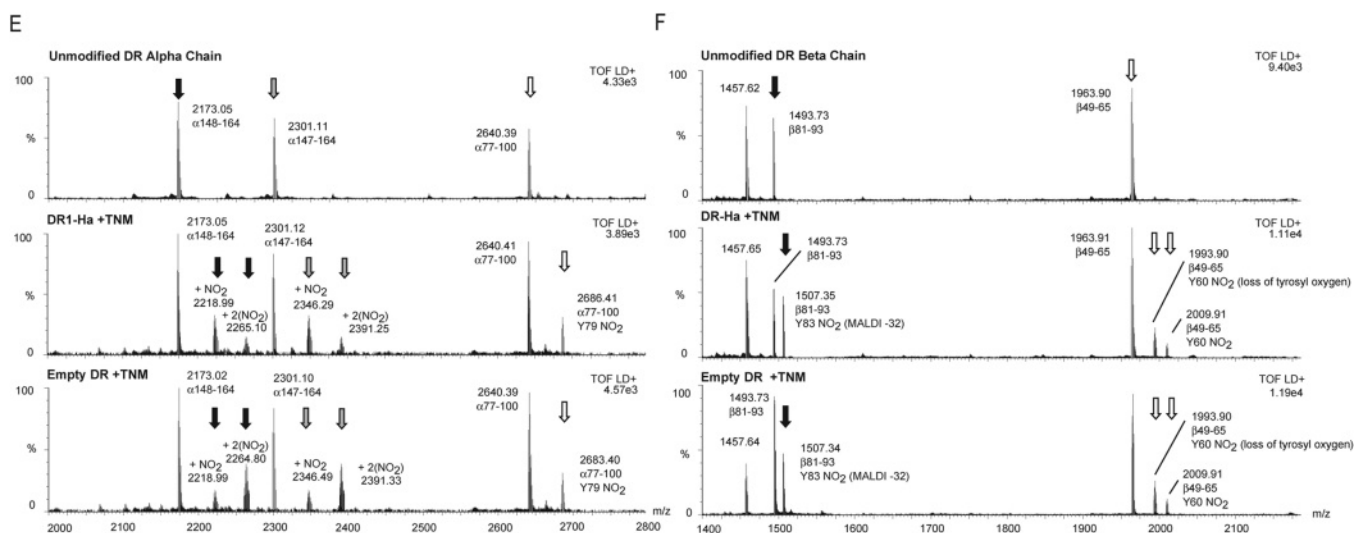 E
Unmodified DR Alpha Chain
TOF LD+
4.33e3
100
%
0
2173.05
α148-164
2301.11
α147-164
2640.39
α77-100
DR1-Ha +TNM
TOF LD+
3.89e3
100
%
0
2173.05
α148-164
+ NO2
2218.99
+ 2(NO2)
2265.10
2301.12
α147-164
+ NO2
2346.29
+ 2(NO2)
2391.25
2640.41
α77-100
2686.41
α77-100
Y79 NO2
Empty DR +TNM
TOF LD+
4.57e3
100
%
0
2173.02
α148-164
+ NO2
2218.99
+ 2(NO2)
2264.80
2301.10
α147-164
+ NO2
2346.49
+ 2(NO2)
2391.33
2640.39
α77-100
2683.40
α77-100
Y79 NO2
2000 2100 2200 2300 2400 2500 2600 2700 2800 m/z
F
Unmodified DR Beta Chain
TOF LD+
9.40e3
100
%
0
1457.62
1493.73
β81-93
1963.90
β49-65
DR-Ha +TNM
TOF LD+
1.11e4
100
%
0
1457.65
1493.73
β81-93
1507.35
β81-93
Y83 NO2 (MALDI -32)
1963.91
β49-65
1993.90
β49-65
Y60 NO2 (loss of tyrosyl oxygen)
2009.91
β49-65
Y60 NO2
Empty DR +TNM
TOF LD+
1.19e4
100
%
0
1493.73
β81-93
1457.64
1507.34
β81-93
Y83 NO2 (MALDI -32)
1993.90
β49-65
Y60 NO2 (loss of tyrosyl oxygen)
2009.91
β49-65
Y60 NO2
1400 1500 1600 1700 1800 1900 2000 2100 m/z